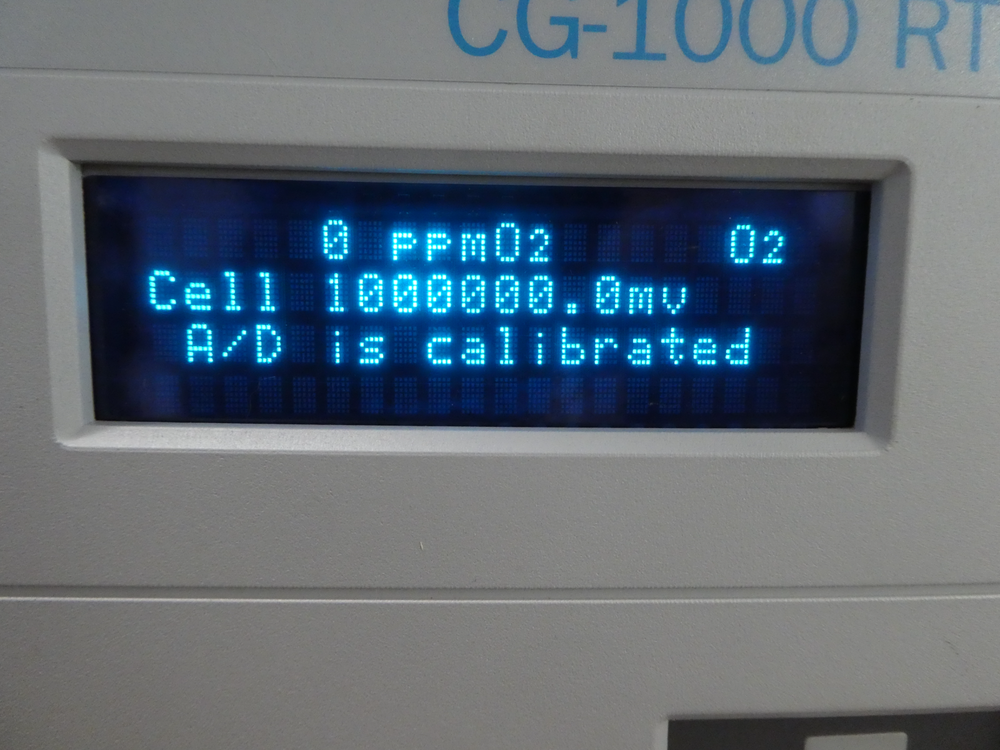 CG-1000 RT
0 ppmO2 O2
Cell 1000000.0mv
A/D is calibrated